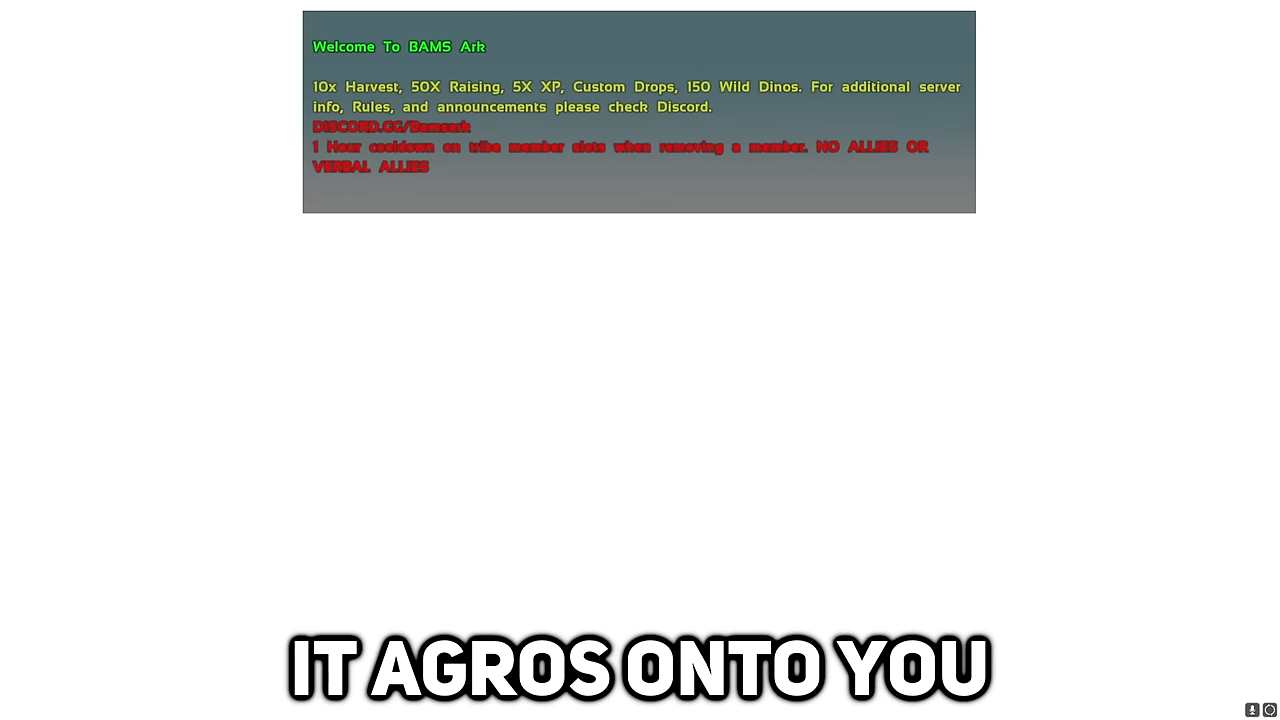 Welcome To BAMS Ark
10x Harvest, 50X Raising, 5X XP, Custom Drops, 150 Wild Dinos. For additional server
info, Rules, and announcements please check Discord.
DISCORD.GG/Bamsark
1 Hour cooldown on tribe member slots when removing a member. NO ALLIES OR
VERBAL ALLIES
IT AGROS ONTO YOU